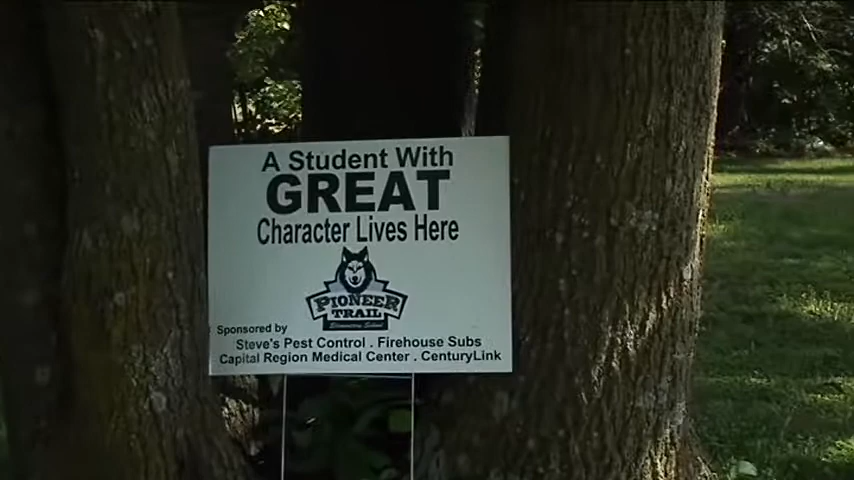 A Student With
GREAT
Character Lives Here
PIONEER
TRAIL
Elementary School
Sponsored by
Steve's Pest Control . Firehouse Subs
Capital Region Medical Center . CenturyLink